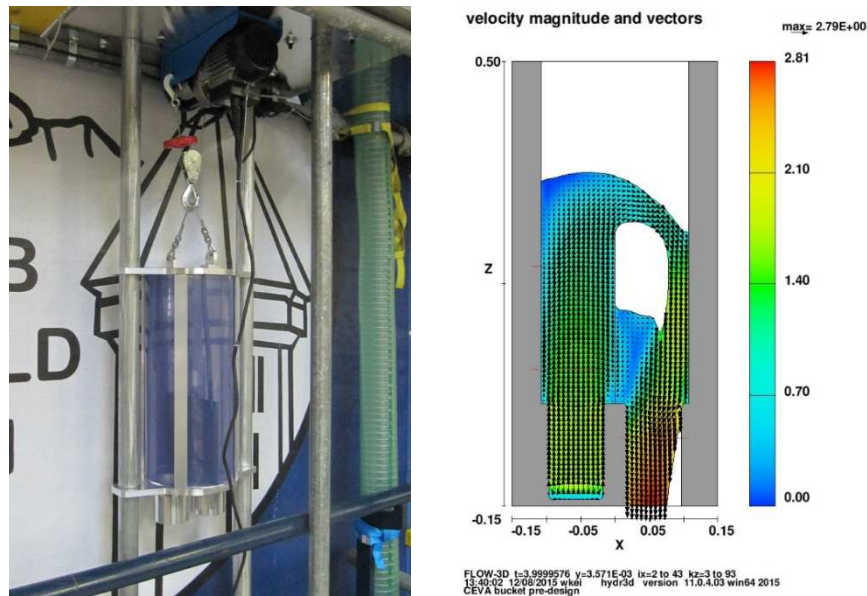 B
LD
velocity magnitude and vectors
max= 2.79E+00
2.81
2.10
1.40
0.70
0.00
0.50
Z
-0.15
-0.15 -0.05 0.05 0.15
X
FLOW-3D t=3.9999576 y=3.571E-03 ix=2 to 43 kz=3 to 93
13:40:02 12/08/2015 wkei hydr3d version 11.0.4.03 win64 2015
CEVA bucket pre-design